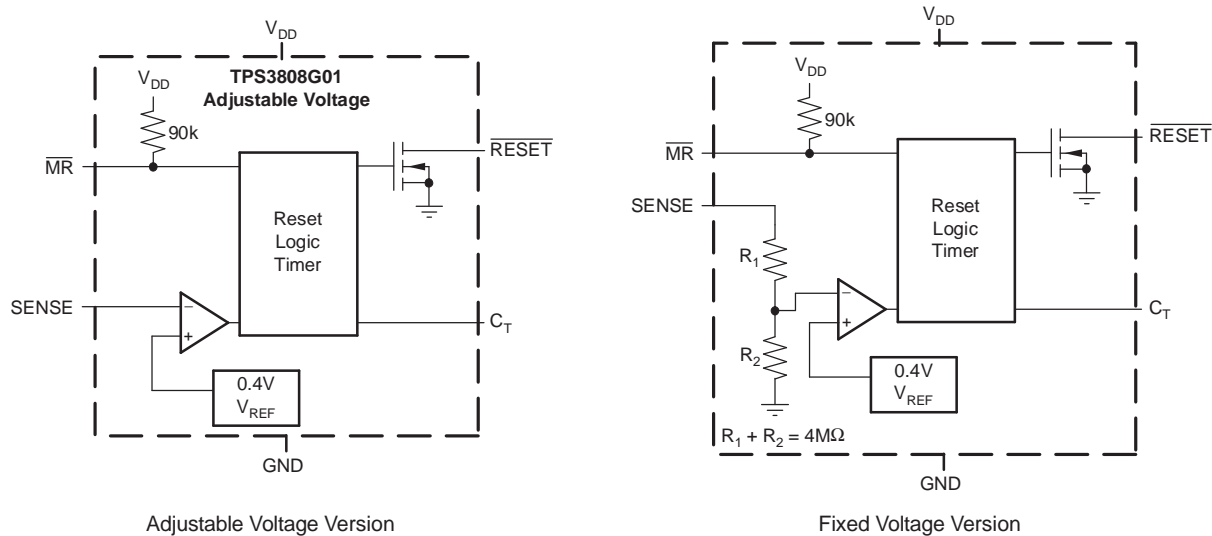 V_DD
V_DD
TPS3808G01
Adjustable Voltage
90k
RESET
MR
Reset
Logic
Timer
SENSE
−
+
C_T
0.4V
V_REF
GND
Adjustable Voltage Version
V_DD
V_DD
90k
RESET
MR
SENSE
Reset
Logic
Timer
R_1
−
+
C_T
R_2
0.4V
V_REF
R_1 + R_2 = 4MΩ
GND
Fixed Voltage Version